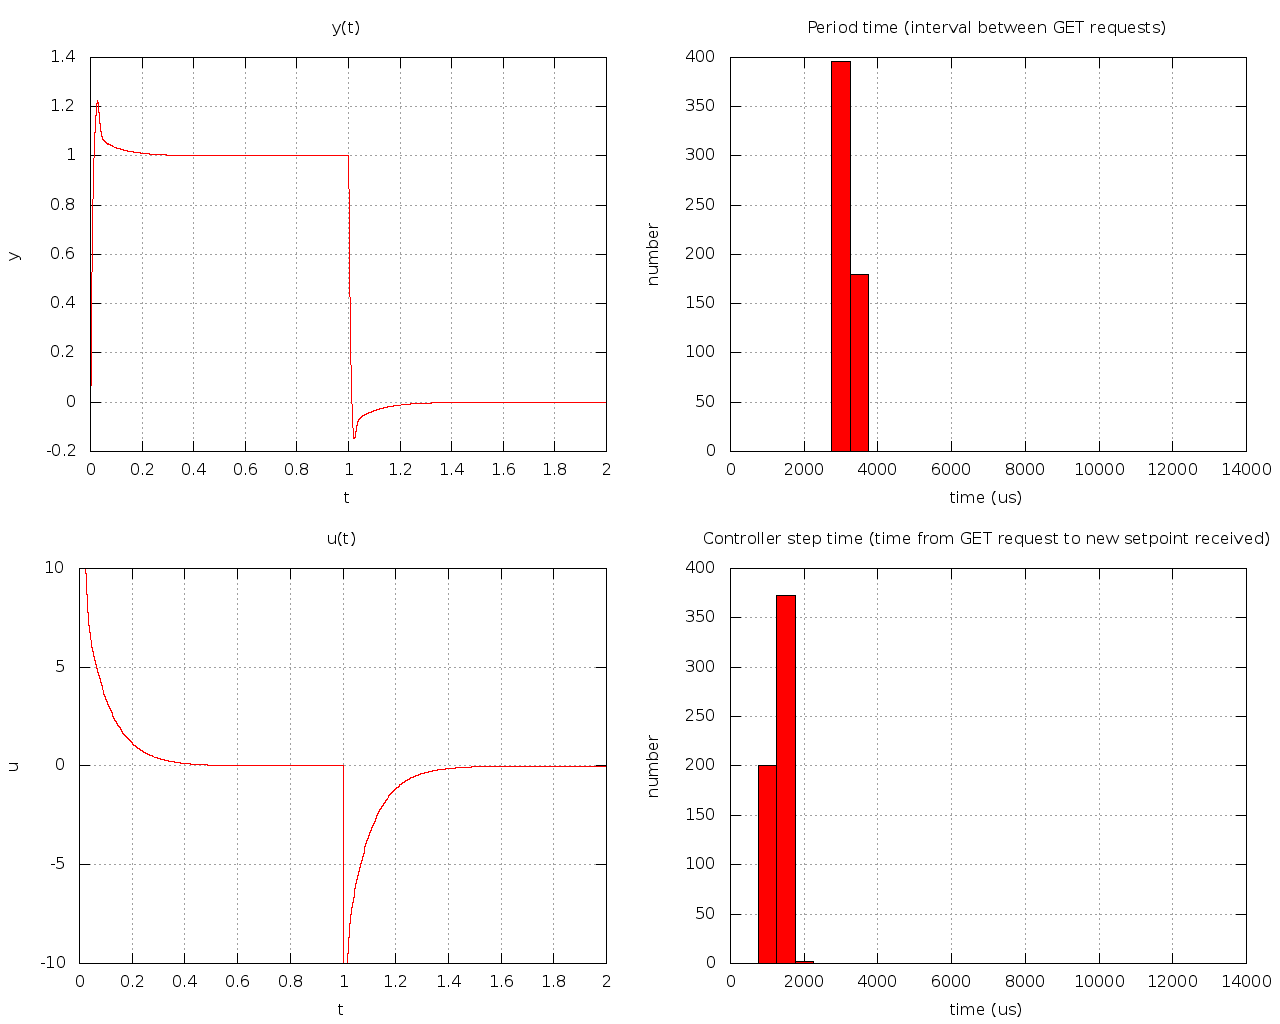 y(t)
1.4
1.2
1
0.8
0.6
0.4
0.2
0
-0.2
y
0 0.2 0.4 0.6 0.8 1 1.2 1.4 1.6 1.8 2
t
Period time (interval between GET requests)
400
350
300
250
200
150
100
50
0
number
0 2000 4000 6000 8000 10000 12000 14000
time (us)
u(t)
10
5
0
-5
-10
u
0 0.2 0.4 0.6 0.8 1 1.2 1.4 1.6 1.8 2
t
Controller step time (time from GET request to new setpoint received)
400
350
300
250
200
150
100
50
0
number
0 2000 4000 6000 8000 10000 12000 14000
time (us)